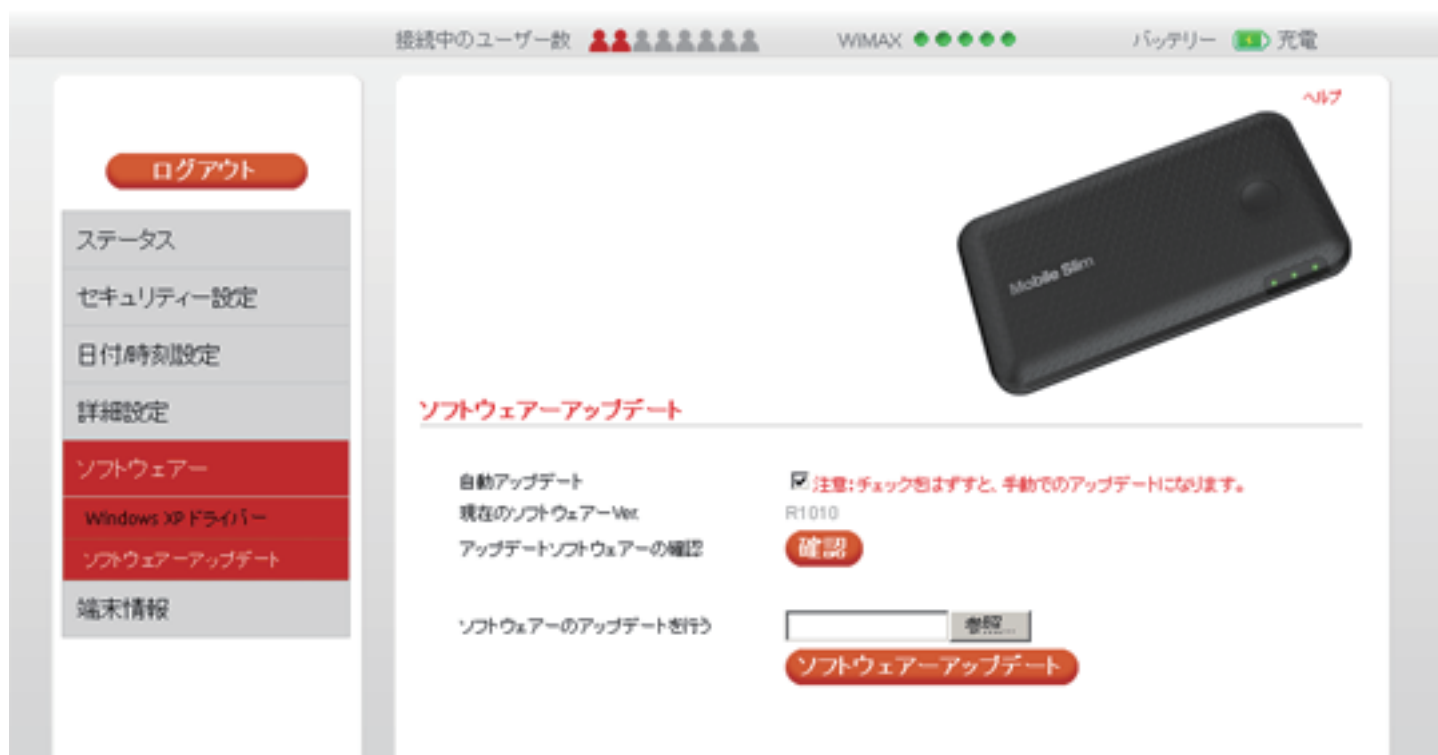 接続中のユーザー数 WiMAX バッテリー 充電
ヘルプ
ログアウト
ステータス
セキュリティー設定
日付/時刻設定
詳細設定
ソフトウェアー
Windows XP ドライバー
ソフトウェアーアップデート
端末情報
Mobile Slim
ソフトウェアーアップデート
自動アップデート 注意:チェックをはずすと、手動でのアップデートになります。
現在のソフトウェアーVer. R1010
アップデートソフトウェアーの確認 確認
ソフトウェアーのアップデートを行う 参照...
ソフトウェアーアップデート